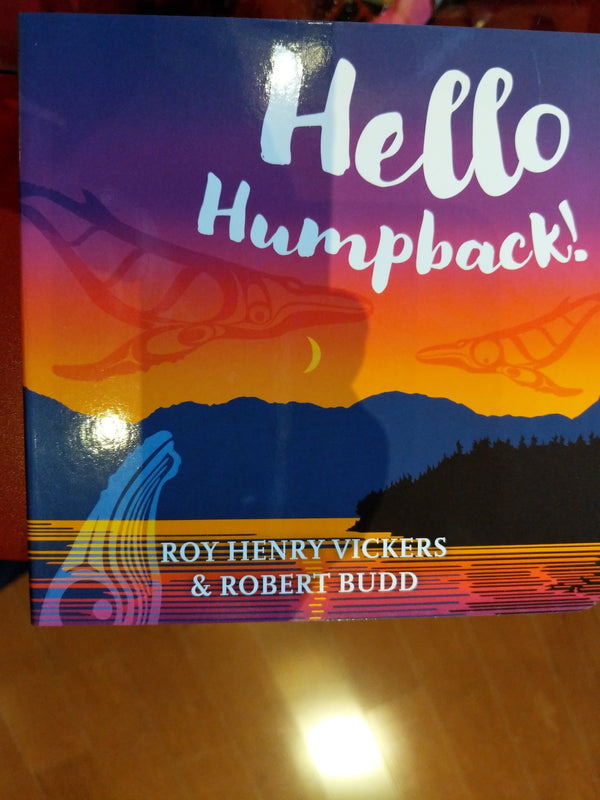 Hello
Humpback!
ROY HENRY VICKERS
& ROBERT BUDD